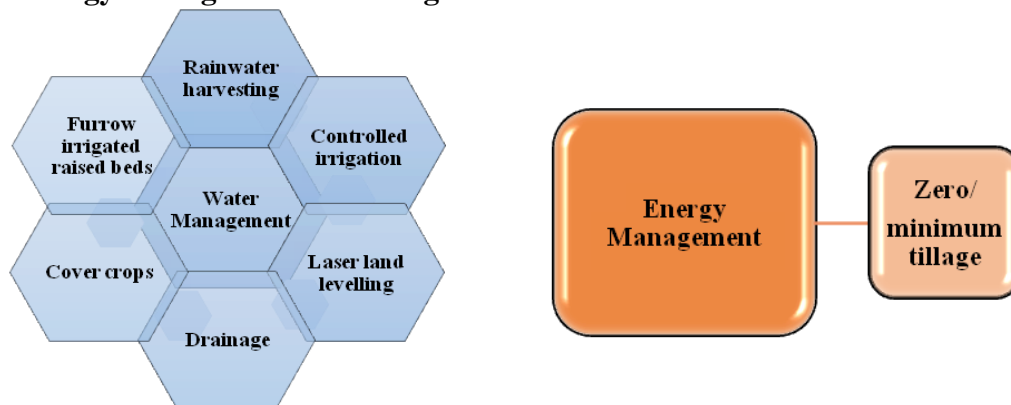 Rainwater
harvesting
Furrow
irrigated
raised beds
Controlled
irrigation
Water
Management
Cover crops
Laser land
levelling
Drainage
Energy
Management
Zero/
minimum
tillage